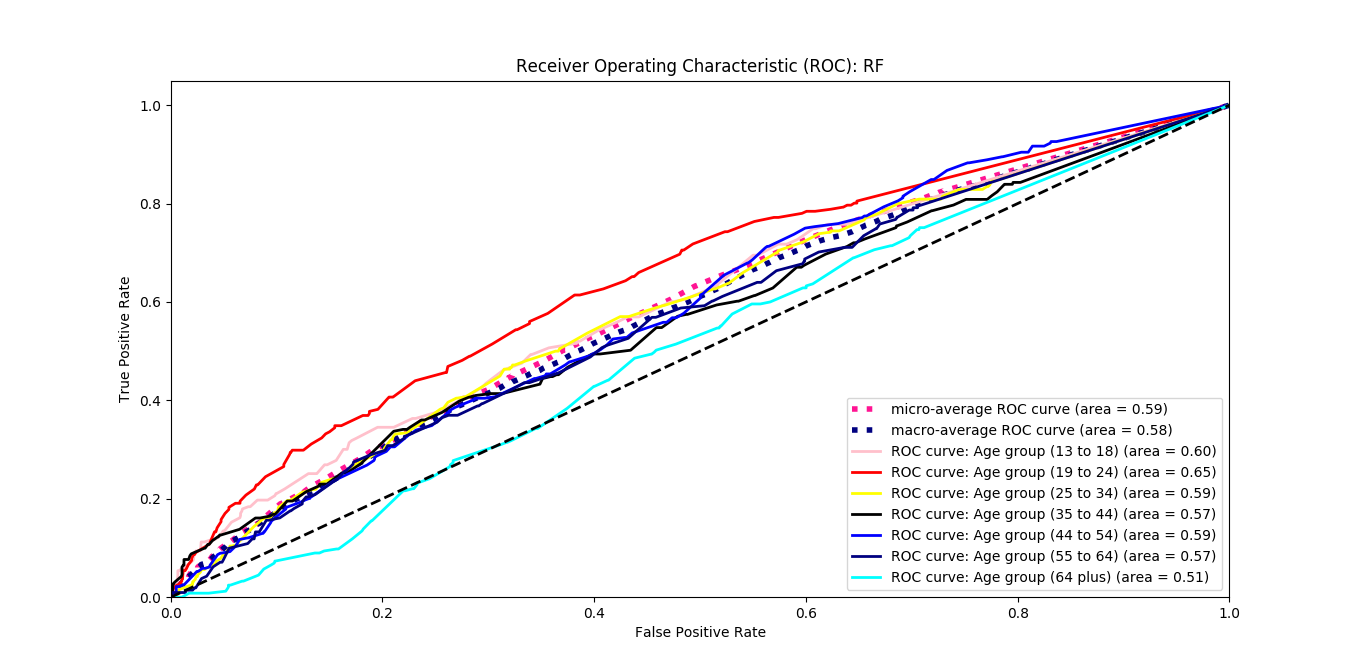 Receiver Operating Characteristic (ROC): RF
True Positive Rate
1.0
0.8
0.6
0.4
0.2
0.0
micro-average ROC curve (area = 0.59)
macro-average ROC curve (area = 0.58)
ROC curve: Age group (13 to 18) (area = 0.60)
ROC curve: Age group (19 to 24) (area = 0.65)
ROC curve: Age group (25 to 34) (area = 0.59)
ROC curve: Age group (35 to 44) (area = 0.57)
ROC curve: Age group (44 to 54) (area = 0.59)
ROC curve: Age group (55 to 64) (area = 0.57)
ROC curve: Age group (64 plus) (area = 0.51)
0.0 0.2 0.4 0.6 0.8 1.0
False Positive Rate